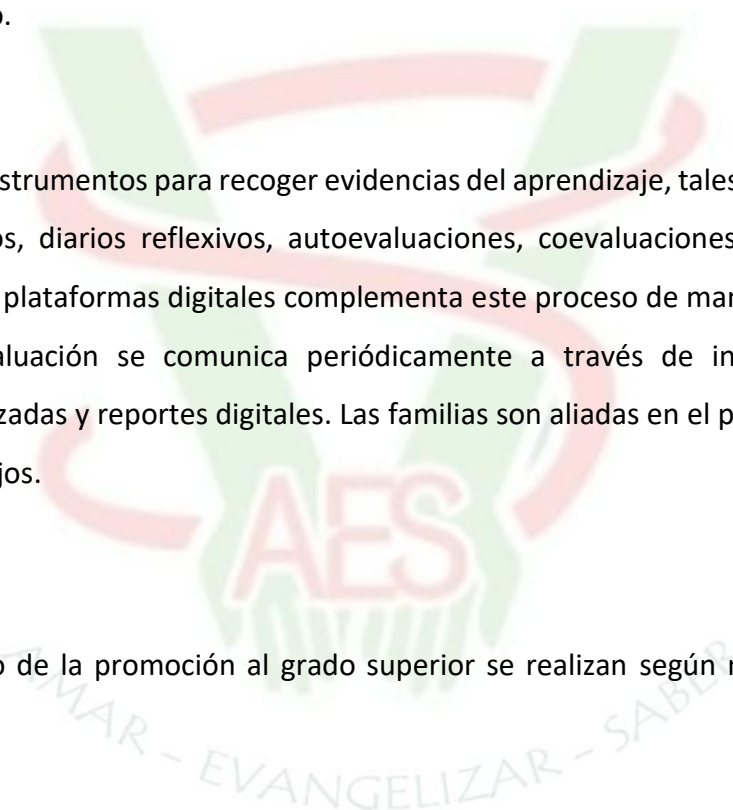 o.
strumentos para recoger evidencias del aprendizaje, tales
os, diarios reflexivos, autoevaluaciones, coevaluaciones
plataformas digitales complementa este proceso de mar
aluación se comunica periódicamente a través de in
zadas y reportes digitales. Las familias son aliadas en el p
jos.
AES
o de la promoción al grado superior se realizan según r
AMAR - EVANGELIZAR - SABER